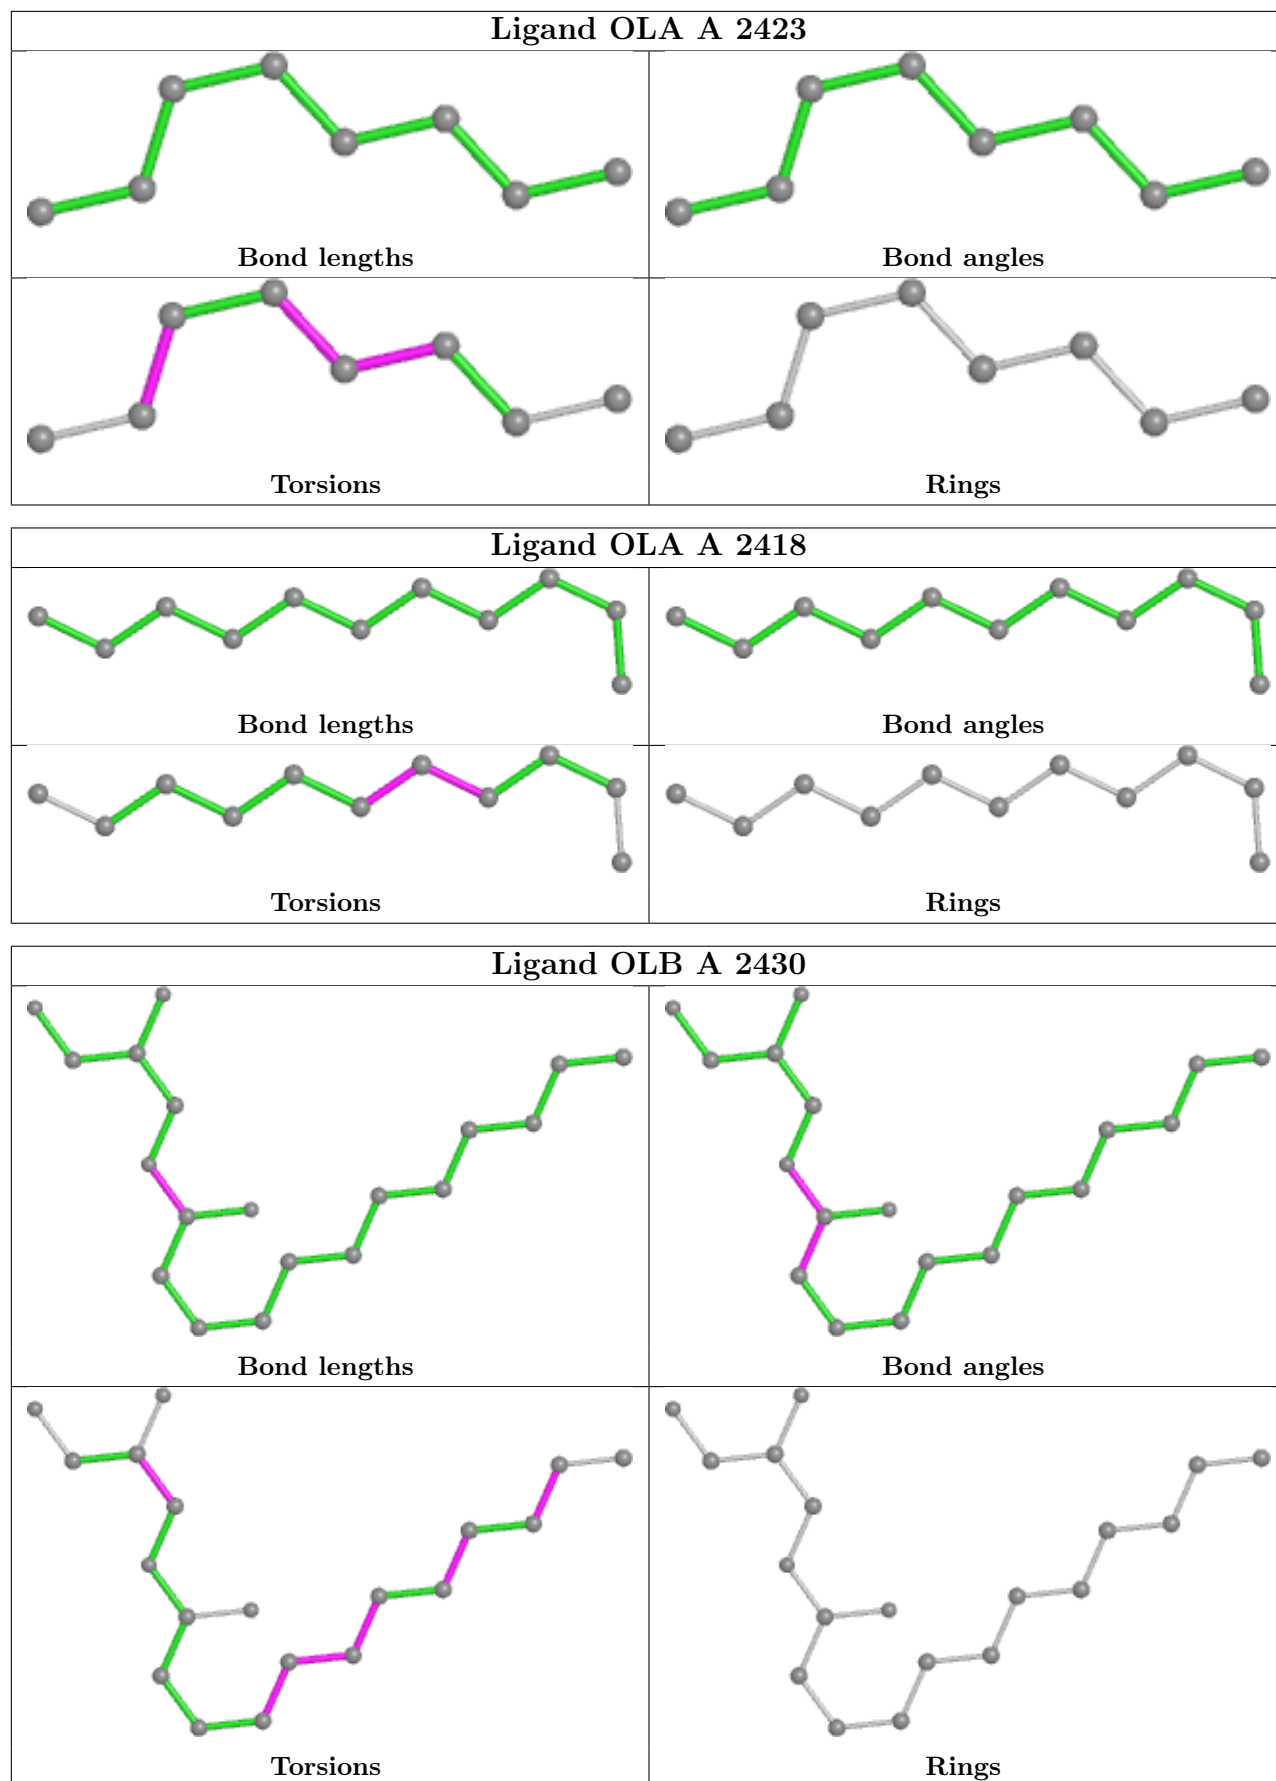 Ligand OLA A 2423
Bond lengths
Bond angles
Torsions
Rings
Ligand OLA A 2418
Bond lengths
Bond angles
Torsions
Rings
Ligand OLB A 2430
Bond lengths
Bond angles
Torsions
Rings